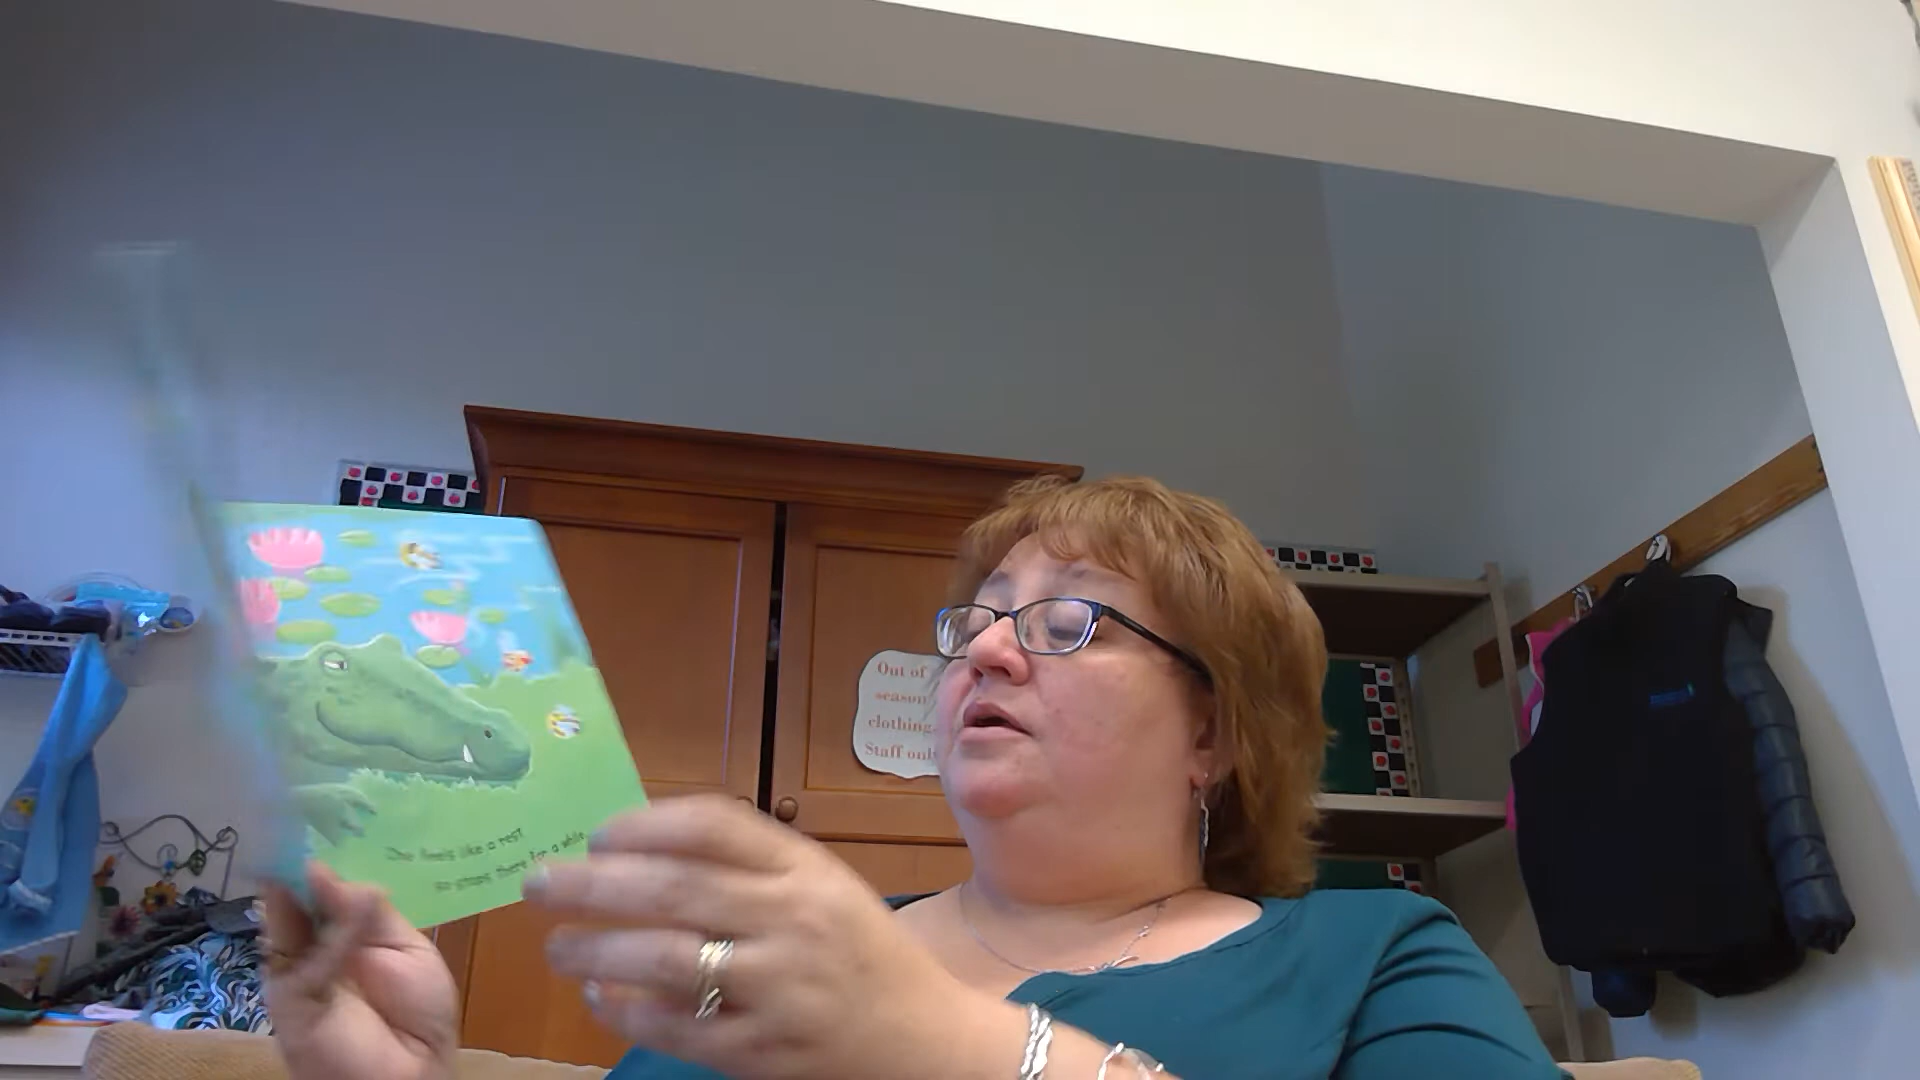 Out of
season
clothing.
Staff only
She feels like a rest
so stops there for a while